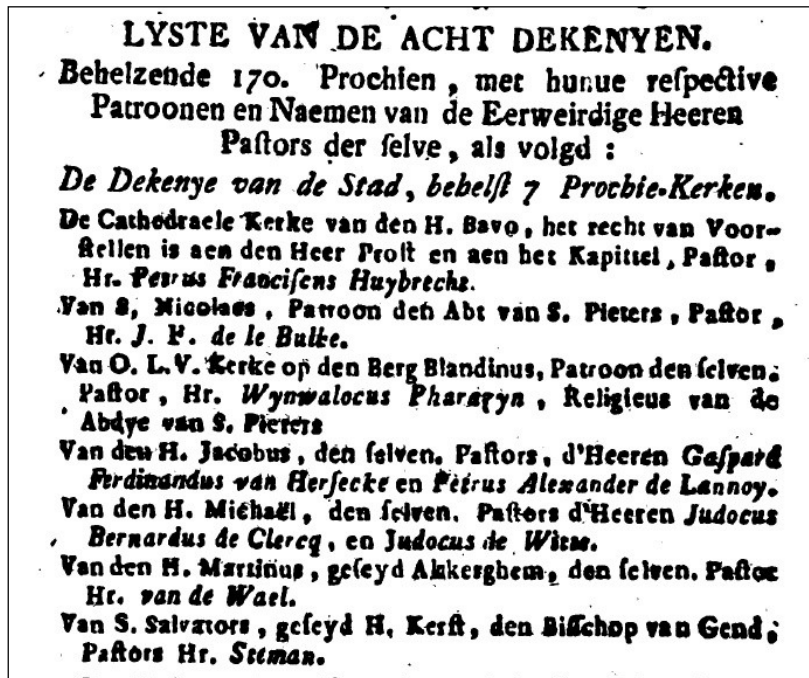 LYSTE VAN DE ACHT DEKENYEN.
Behelzende 170. Prochien, met hunue reſpective
Patroonen en Naemen van de Eerweirdige Heeren
Paſtors der ſelve, als volgd :
De Dekenye van de Stad, behelſt 7 Prochie-Kerken.
De Cathedraele Kerke van den H. Bavo, het recht van Voor-
ſtellen is aen den Heer Proſt en aen het Kapittel, Paſtor,
Hr. Petrus Franciſcus Huybrecht.
Van S, Nicolaes, Patroon den Abt van S. Pieters, Paſtor,
Hr. J. F. de le Bulke.
Van O. L. V. Kerke op den Berg Blandinus, Patroon den ſelven.
Paſtor, Hr. Wynwalocus Pharazyn, Religieus van de
Abdye van S. Pieters
Van den H. Jacobus, den ſelven. Paſtors, d'Heeren Gaſpard
Ferdinandus van Herſecke en Petrus Alexander de Lannoy.
Van den H. Michaël, den ſelven. Paſtors d'Heeren Judocus
Bernardus de Clercq, en Judocus de Witte.
Van den H. Martinus, geſeyd Akkerghem, den ſelven. Paſtor
Hr. van de Wael.
Van S. Salvators, geſeyd H. Kerſt, den Biſſchop van Gend,
Paſtors Hr. Seeman.